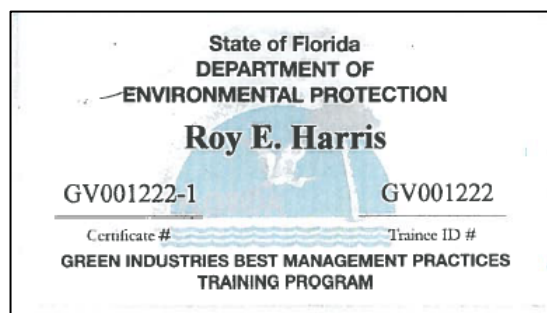 State of Florida
DEPARTMENT OF
ENVIRONMENTAL PROTECTION
Roy E. Harris
GV001222-1 GV001222
Certificate # Trainee ID #
GREEN INDUSTRIES BEST MANAGEMENT PRACTICES
TRAINING PROGRAM